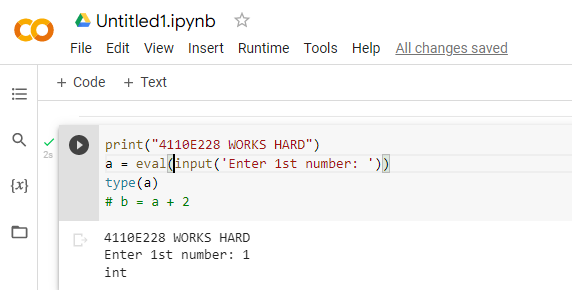 Untitled1.ipynb
File Edit View Insert Runtime Tools Help All changes saved
+ Code + Text
2s
{x}
print("4110E228 WORKS HARD")
a = eval(input('Enter 1st number: '))
type(a)
# b = a + 2
4110E228 WORKS HARD
Enter 1st number: 1
int